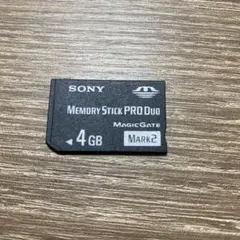 SONY
MEMORY STICK PRO DUO
MAGICGATE
◄4GB MARK2